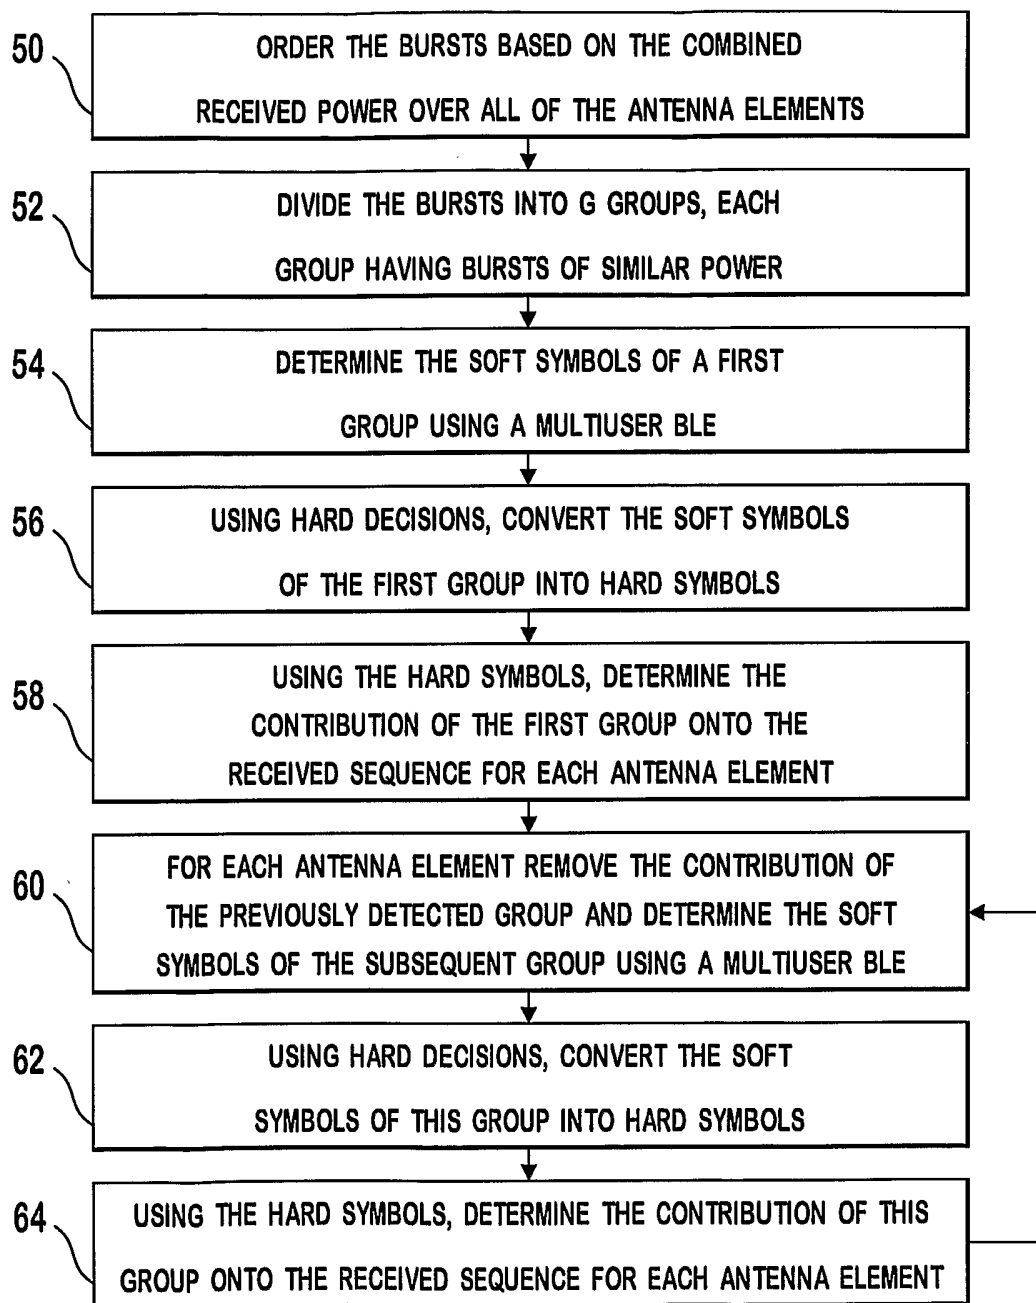 50
ORDER THE BURSTS BASED ON THE COMBINED
RECEIVED POWER OVER ALL OF THE ANTENNA ELEMENTS
52
DIVIDE THE BURSTS INTO G GROUPS, EACH
GROUP HAVING BURSTS OF SIMILAR POWER
54
DETERMINE THE SOFT SYMBOLS OF A FIRST
GROUP USING A MULTIUSER BLE
56
USING HARD DECISIONS, CONVERT THE SOFT SYMBOLS
OF THE FIRST GROUP INTO HARD SYMBOLS
58
USING THE HARD SYMBOLS, DETERMINE THE
CONTRIBUTION OF THE FIRST GROUP ONTO THE
RECEIVED SEQUENCE FOR EACH ANTENNA ELEMENT
60
FOR EACH ANTENNA ELEMENT REMOVE THE CONTRIBUTION OF
THE PREVIOUSLY DETECTED GROUP AND DETERMINE THE SOFT
SYMBOLS OF THE SUBSEQUENT GROUP USING A MULTIUSER BLE
62
USING HARD DECISIONS, CONVERT THE SOFT
SYMBOLS OF THIS GROUP INTO HARD SYMBOLS
64
USING THE HARD SYMBOLS, DETERMINE THE CONTRIBUTION OF THIS
GROUP ONTO THE RECEIVED SEQUENCE FOR EACH ANTENNA ELEMENT